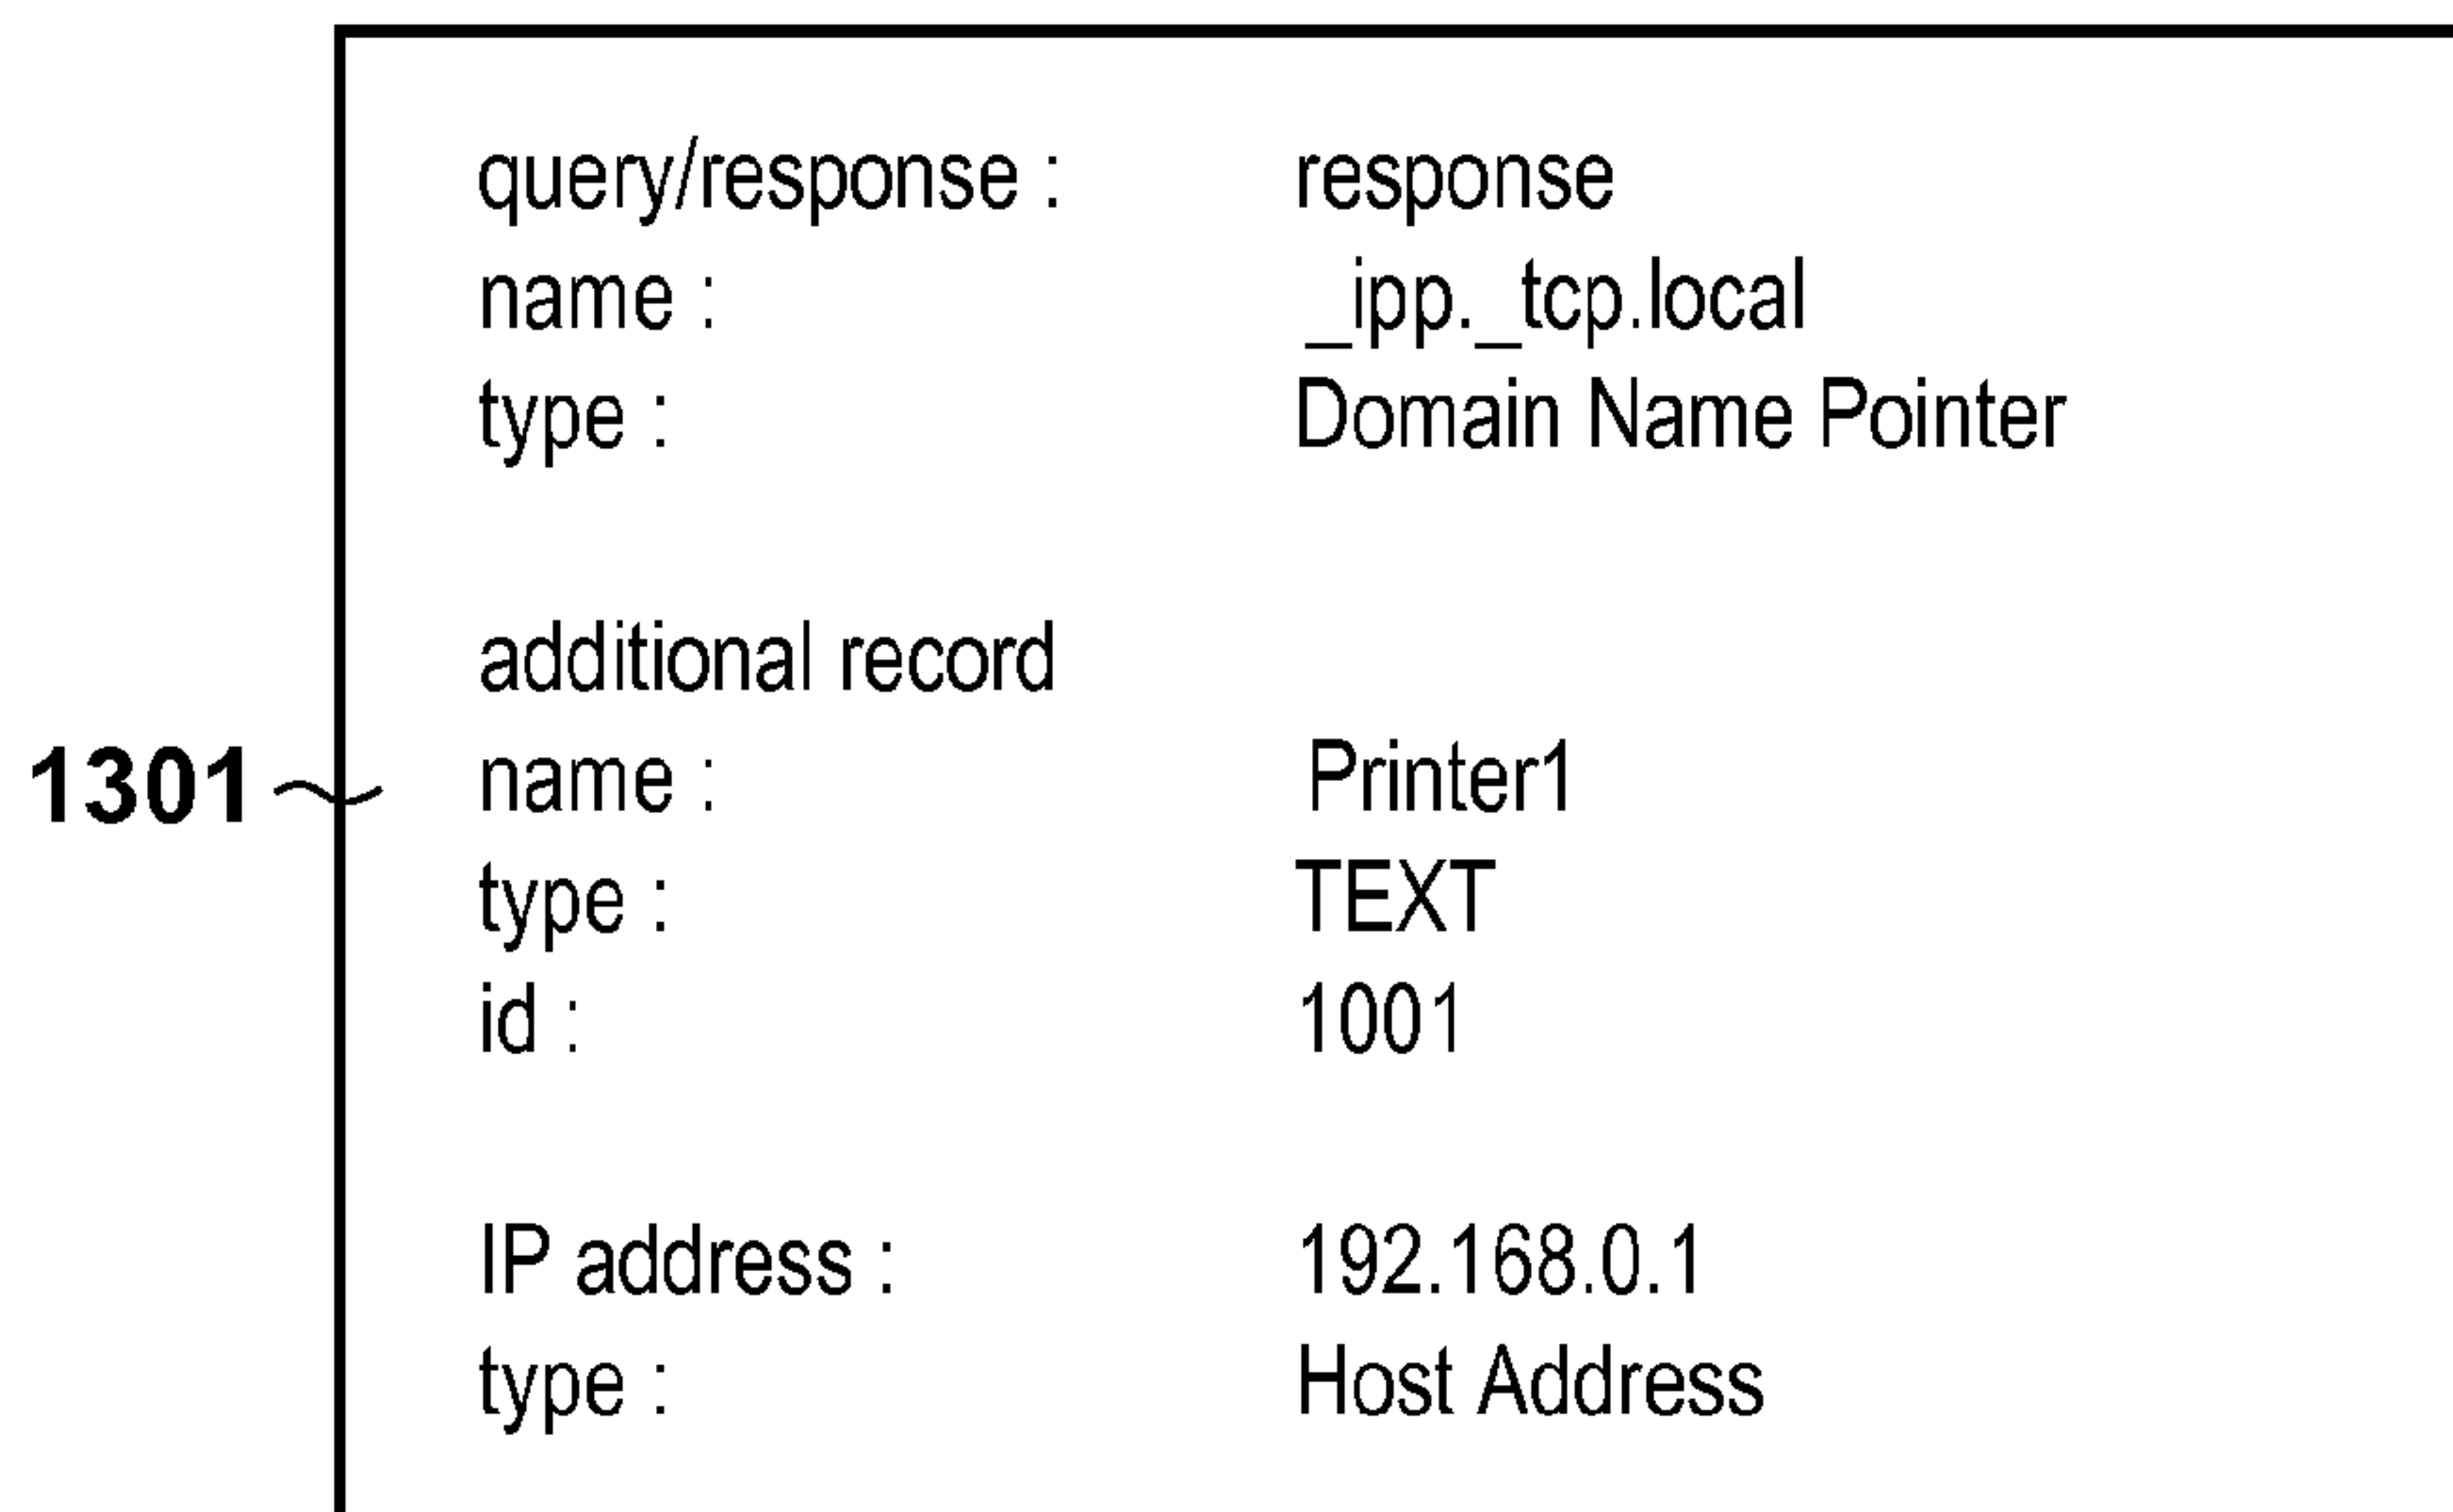 query/response : response
name : _ipp._tcp.local
type : Domain Name Pointer
additional record
1301 name : Printer1
type : TEXT
id : 1001
IP address : 192.168.0.1
type : Host Address